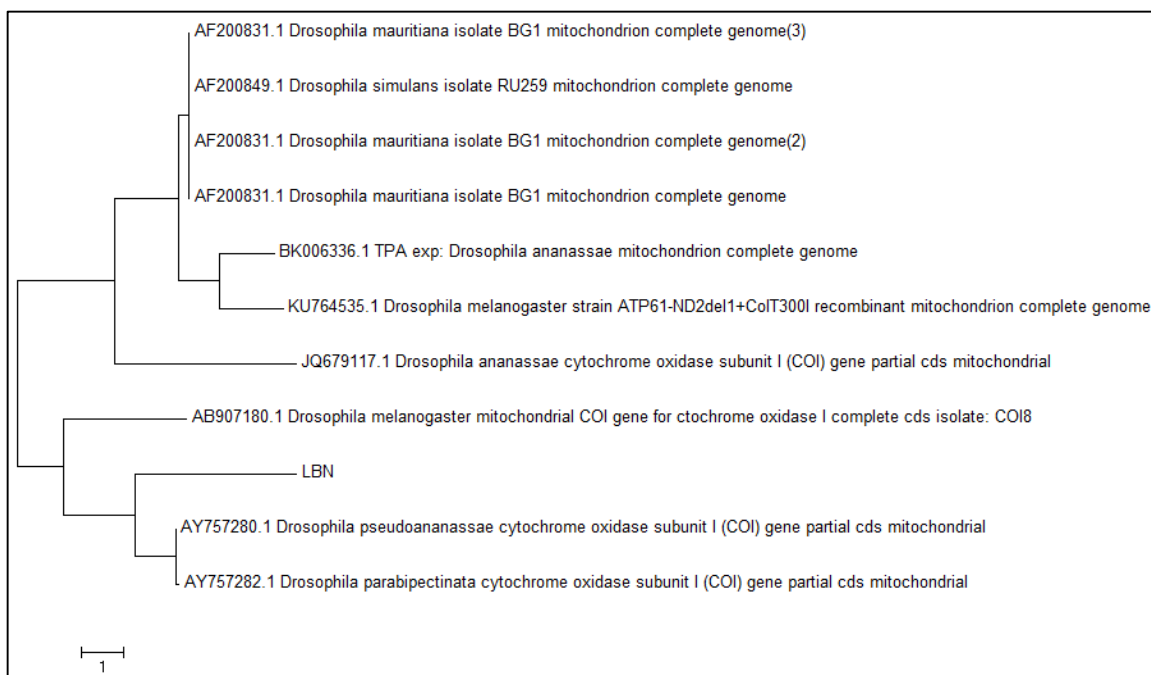 AF200831.1 Drosophila mauritiana isolate BG1 mitochondrion complete genome(3)
AF200849.1 Drosophila simulans isolate RU259 mitochondrion complete genome
AF200831.1 Drosophila mauritiana isolate BG1 mitochondrion complete genome(2)
AF200831.1 Drosophila mauritiana isolate BG1 mitochondrion complete genome
BK006336.1 TPA exp: Drosophila ananassae mitochondrion complete genome
KU764535.1 Drosophila melanogaster strain ATP61-ND2del1+CoIT300I recombinant mitochondrion complete genome
JQ679117.1 Drosophila ananassae cytochrome oxidase subunit I (COI) gene partial cds mitochondrial
AB907180.1 Drosophila melanogaster mitochondrial COI gene for ctochrome oxidase I complete cds isolate: COI8
LBN
AY757280.1 Drosophila pseudoananassae cytochrome oxidase subunit I (COI) gene partial cds mitochondrial
AY757282.1 Drosophila parabipectinata cytochrome oxidase subunit I (COI) gene partial cds mitochondrial
1